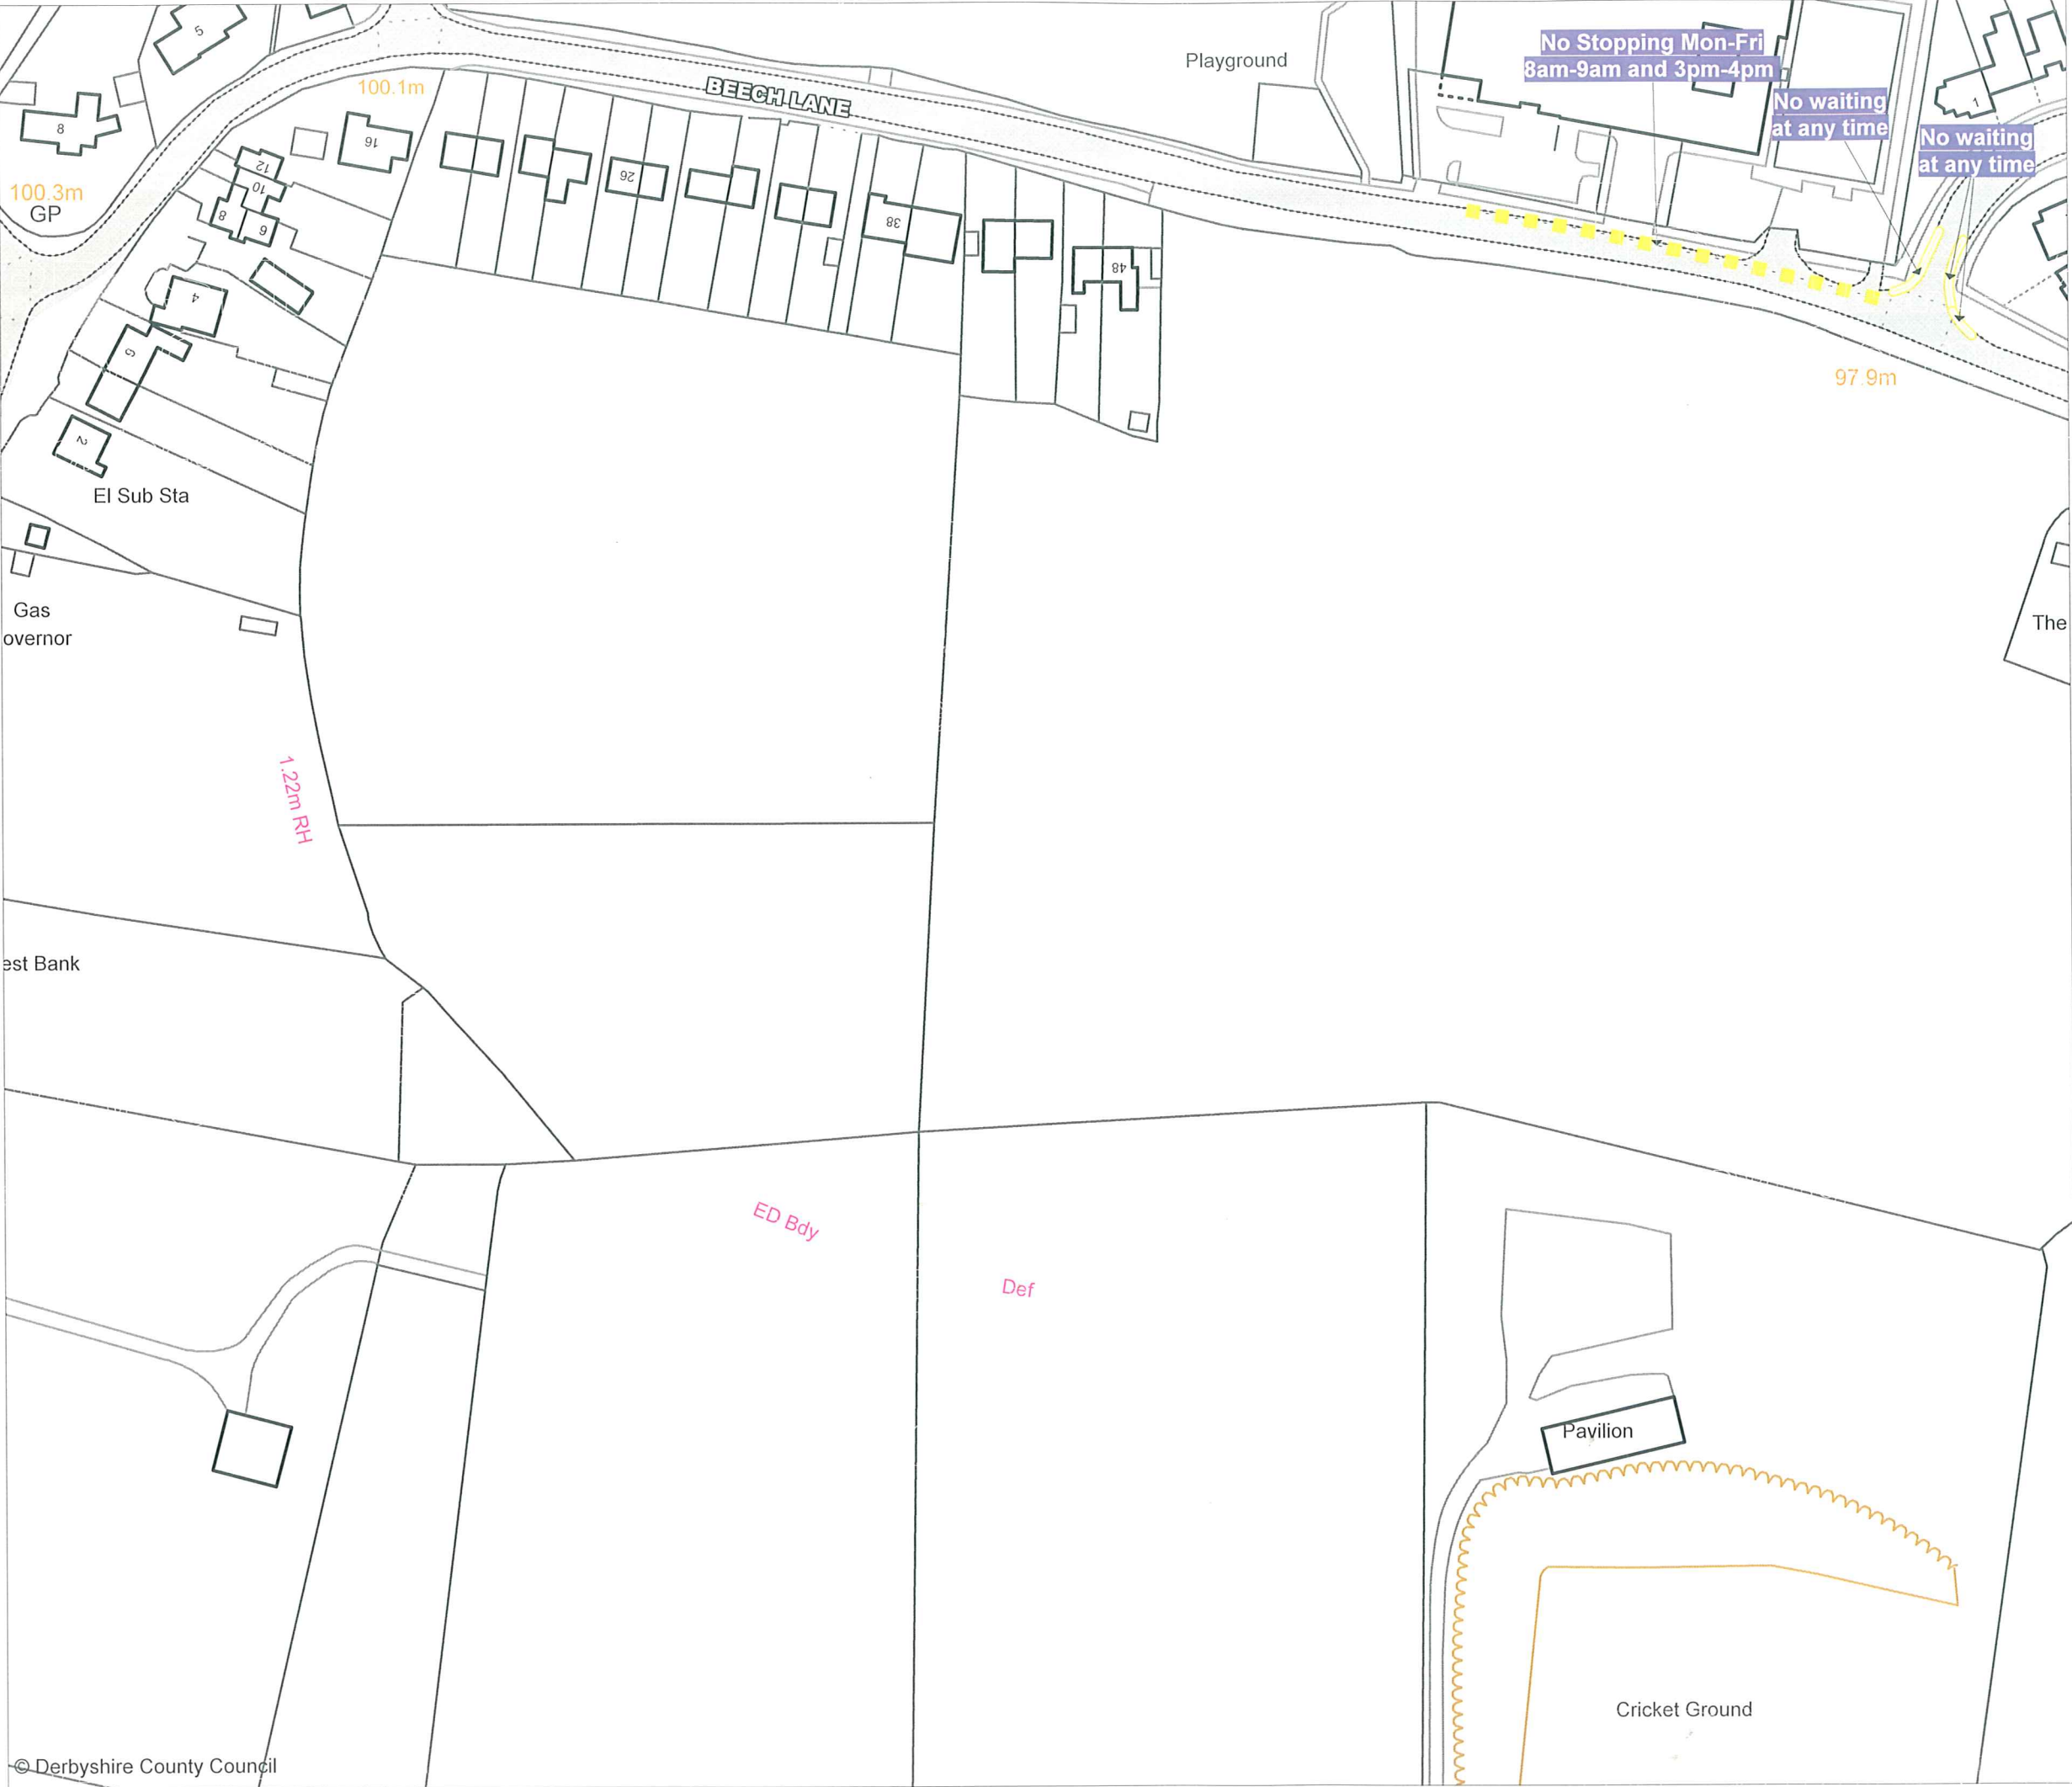 5
No Stopping Mon-Fri
8am-9am and 3pm-4pm
Playground
100.1m
BEECH LANE
No waiting
at any time
1
No waiting
at any time
8
16
12
10
26
100.3m
GP
8
6
38
48
4
97.9m
2
El Sub Sta
Gas
overnor
The
1.22m RH
est Bank
ED Bdy
Def
Pavilion
Cricket Ground
© Derbyshire County Council